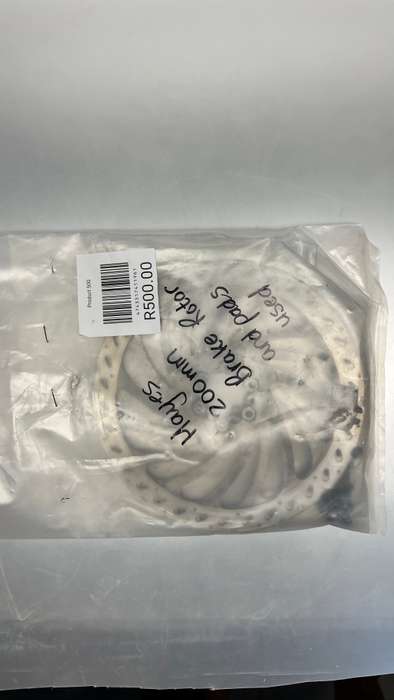 Product 500
R500.00
Hayes
200mm
Brake Rotor
and pads
used